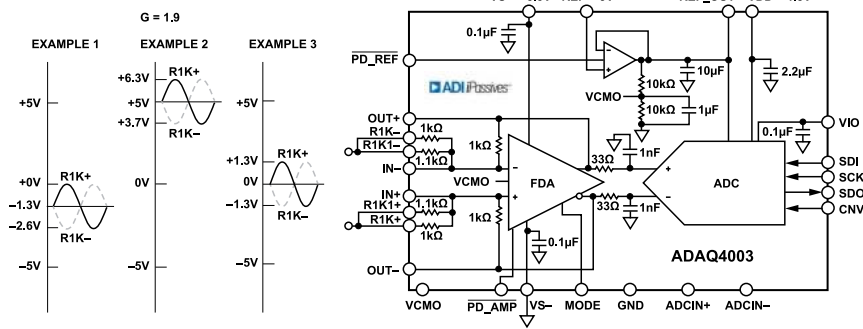 G = 1.9
EXAMPLE 1
EXAMPLE 2
EXAMPLE 3
+5V
+0V
–1.3V
–2.6V
–5V
R1K+
R1K–
+6.3V
+5V
+3.7V
0V
–5V
R1K+
R1K–
+5V
+1.3V
0V
–1.3V
–5V
R1K+
R1K–
0.1µF
PD_REF
ADI iPassives™
10kΩ
10µF
2.2µF
VCMO
10kΩ
1µF
VIO
0.1µF
OUT+
R1K–
1kΩ
R1K1–
1.1kΩ
IN–
1kΩ
1nF
33Ω
VCMO
FDA
ADC
SDI
SCK
SDO
CNV
IN+
1.1kΩ
R1K1+
R1K+
1kΩ
1kΩ
33Ω
1nF
0.1µF
OUT–
ADAQ4003
VCMO
PD_AMP
VS–
MODE
GND
ADCIN+
ADCIN–